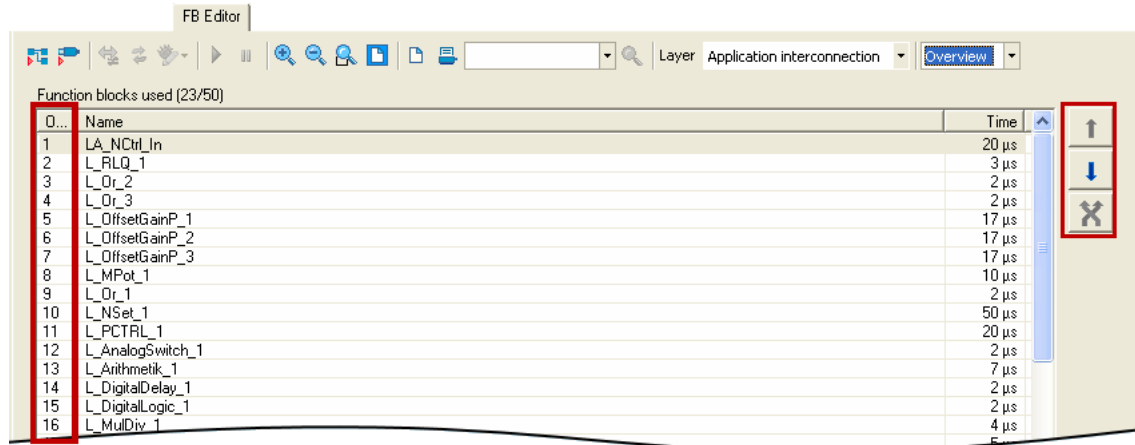 FB Editor
Layer Application interconnection Overview
Function blocks used (23/50)
O... Name Time
1 LA_NCtrl_In 20 µs
2 L_RLQ_1 3 µs
3 L_Or_2 2 µs
4 L_Or_3 2 µs
5 L_OffsetGainP_1 17 µs
6 L_OffsetGainP_2 17 µs
7 L_OffsetGainP_3 17 µs
8 L_MPot_1 10 µs
9 L_Or_1 2 µs
10 L_NSet_1 50 µs
11 L_PCTRL_1 20 µs
12 L_AnalogSwitch_1 2 µs
13 L_Arithmetik_1 7 µs
14 L_DigitalDelay_1 2 µs
15 L_DigitalLogic_1 2 µs
16 L_MulDiv_1 4 µs